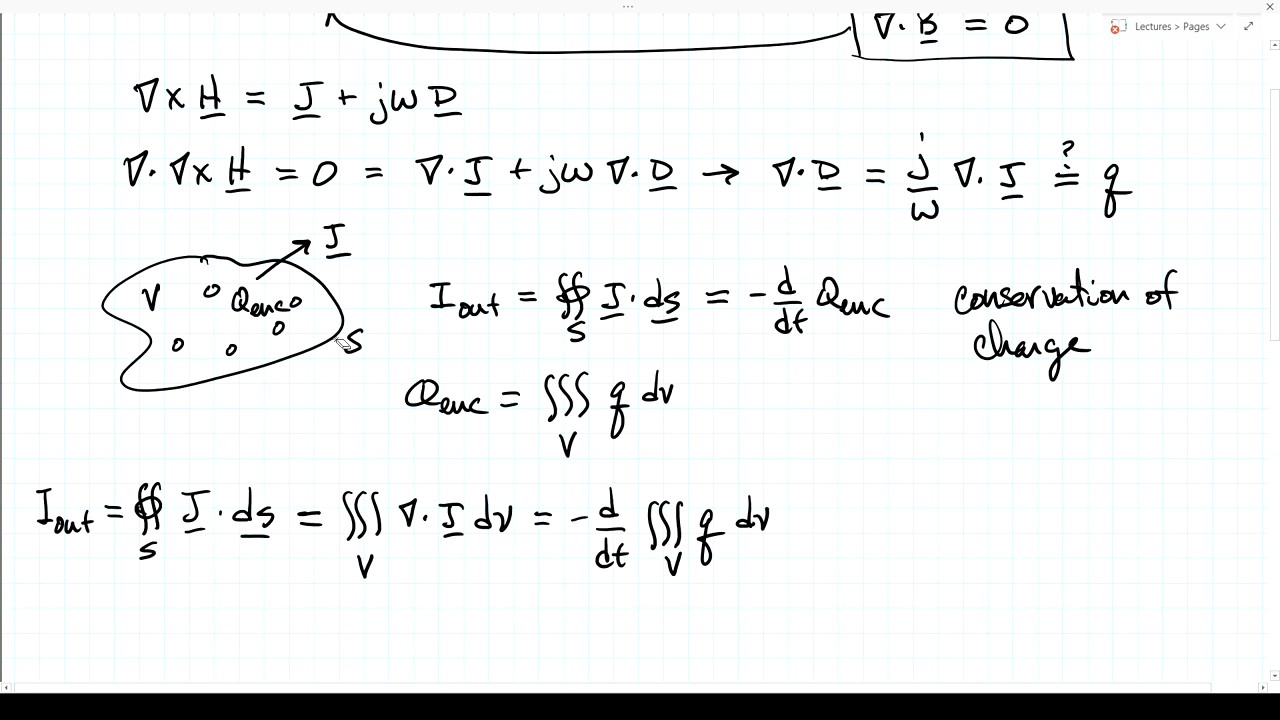 Lectures > Pages
∇· B = 0
∇× H = J + jω D
∇· ∇× H = 0 = ∇· J + jω ∇· D → ∇· D = j/ω ∇· J ≟ q
J
V Qenc S
I_out = ∯_S J · ds = - d/dt Qenc conservation of
charge
Qenc = ∭_V q dv
I_out = ∯_S J · ds = ∭_V ∇· J dv = - d/dt ∭_V q dv